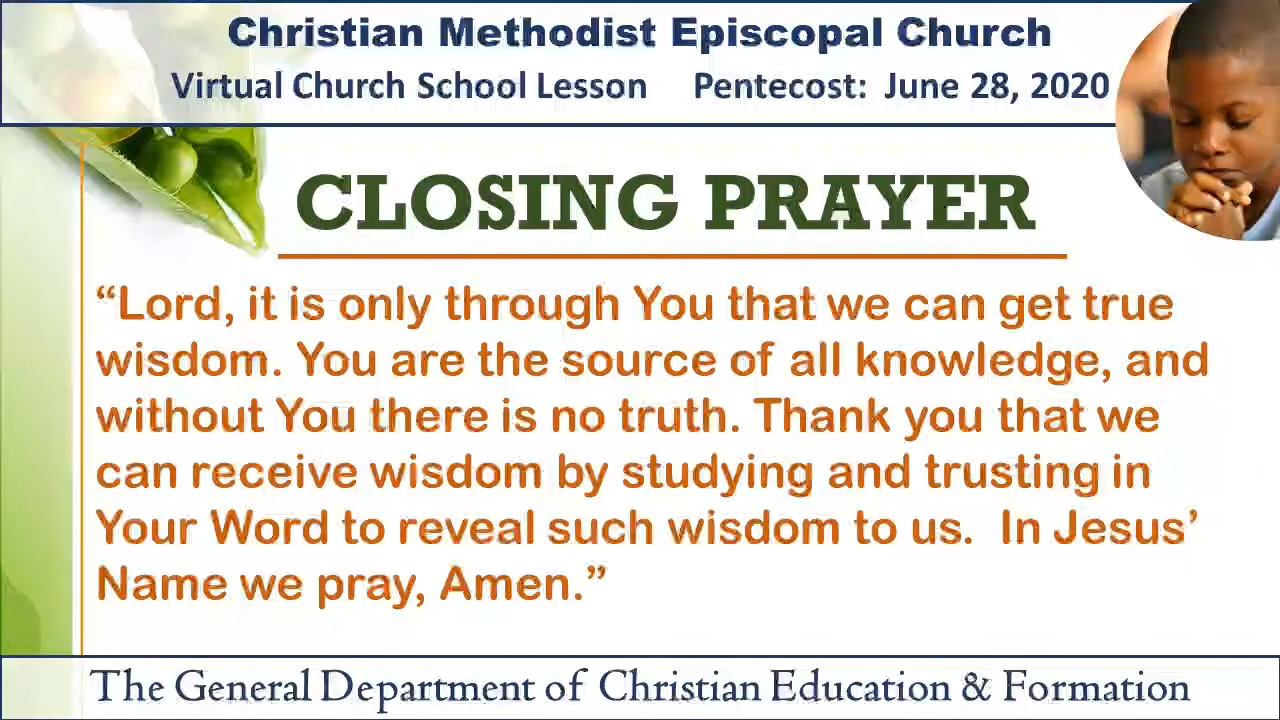 Christian Methodist Episcopal Church
Virtual Church School Lesson Pentecost: June 28, 2020
CLOSING PRAYER
“Lord, it is only through You that we can get true
wisdom. You are the source of all knowledge, and
without You there is no truth. Thank you that we
can receive wisdom by studying and trusting in
Your Word to reveal such wisdom to us. In Jesus’
Name we pray, Amen.”
The General Department of Christian Education & Formation